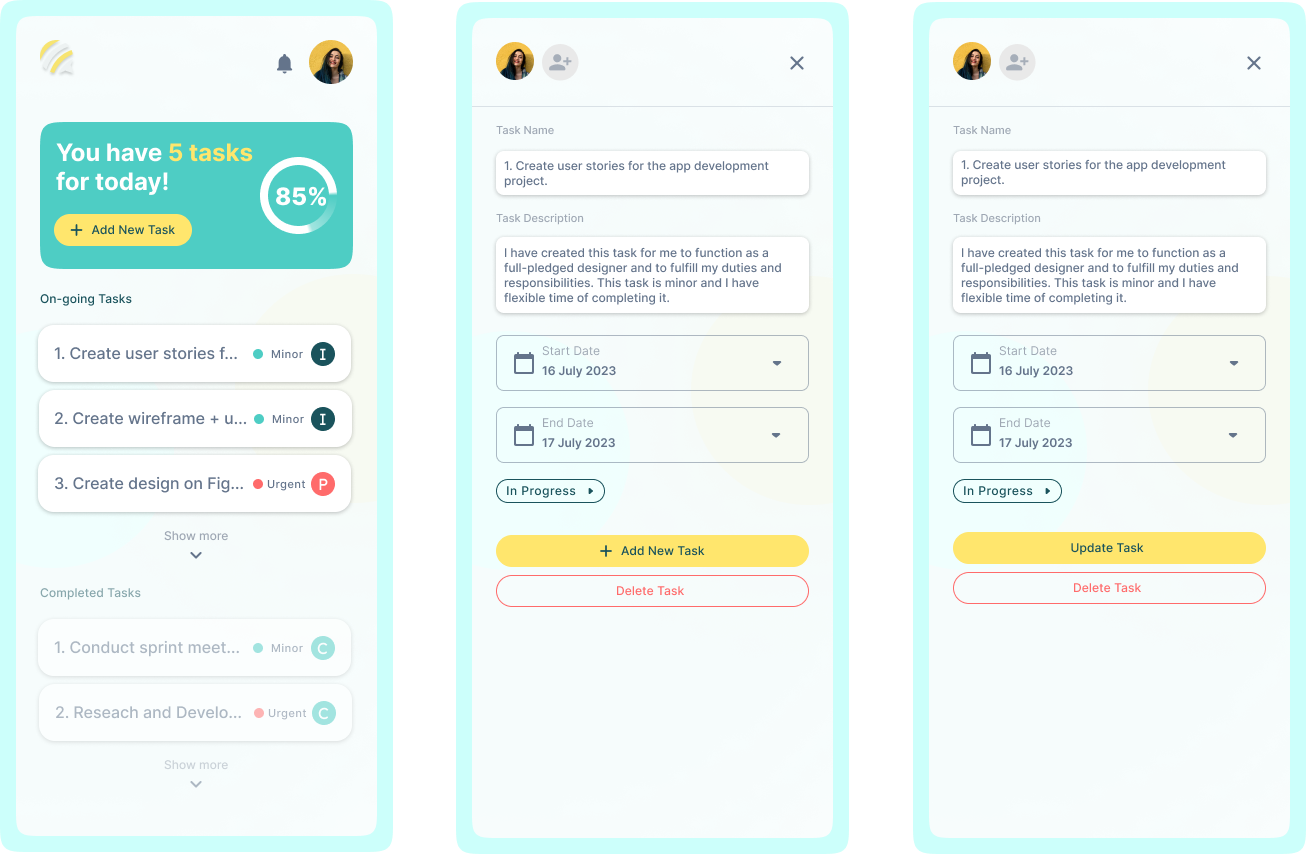 You have 5 tasks
for today!
85%
Add New Task
On-going Tasks
1. Create user stories f...
Minor
I
2. Create wireframe + u...
Minor
I
3. Create design on Fig...
Urgent
P
Show more
Completed Tasks
1. Conduct sprint meet...
Minor
C
2. Reseach and Develo...
Urgent
C
Show more
Task Name
1. Create user stories for the app development
project.
Task Description
I have created this task for me to function as a
full-pledged designer and to fulfill my duties and
responsibilities. This task is minor and I have
flexible time of completing it.
Start Date
16 July 2023
End Date
17 July 2023
In Progress
Add New Task
Delete Task
Task Name
1. Create user stories for the app development
project.
Task Description
I have created this task for me to function as a
full-pledged designer and to fulfill my duties and
responsibilities. This task is minor and I have
flexible time of completing it.
Start Date
16 July 2023
End Date
17 July 2023
In Progress
Update Task
Delete Task